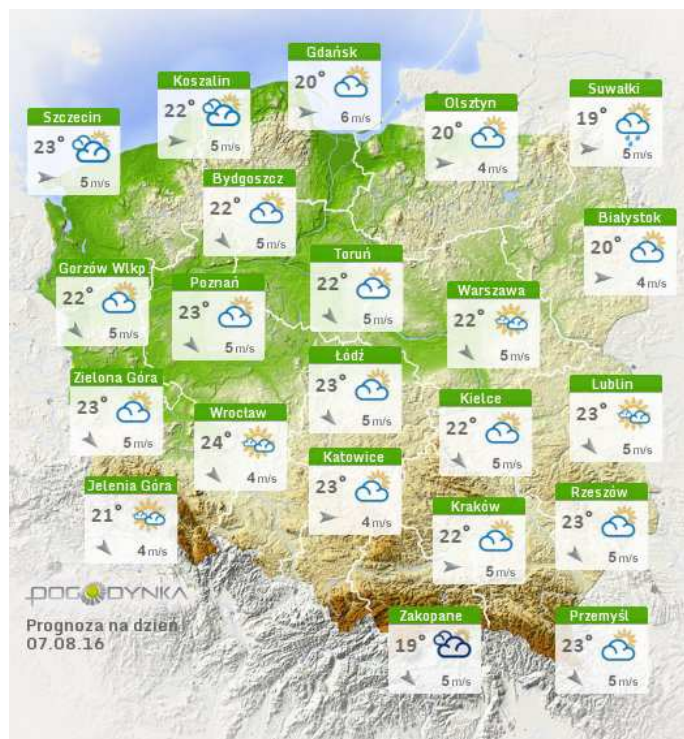 Gdańsk
20°
6 m/s
Koszalin
22°
5 m/s
Olsztyn
20°
4 m/s
Suwałki
19°
5 m/s
Szczecin
23°
5 m/s
Bydgoszcz
22°
5 m/s
Białystok
20°
4 m/s
Toruń
22°
5 m/s
Gorzów Wlkp
22°
5 m/s
Poznań
23°
5 m/s
Warszawa
22°
5 m/s
Łódź
23°
5 m/s
Zielona Góra
23°
5 m/s
Lublin
23°
5 m/s
Kielce
22°
5 m/s
Wrocław
24°
4 m/s
Katowice
23°
4 m/s
Jelenia Góra
21°
4 m/s
Rzeszów
23°
5 m/s
Kraków
22°
5 m/s
POGODYNKA
Prognoza na dzień
07.08.16
Zakopane
19°
5 m/s
Przemyśl
23°
5 m/s